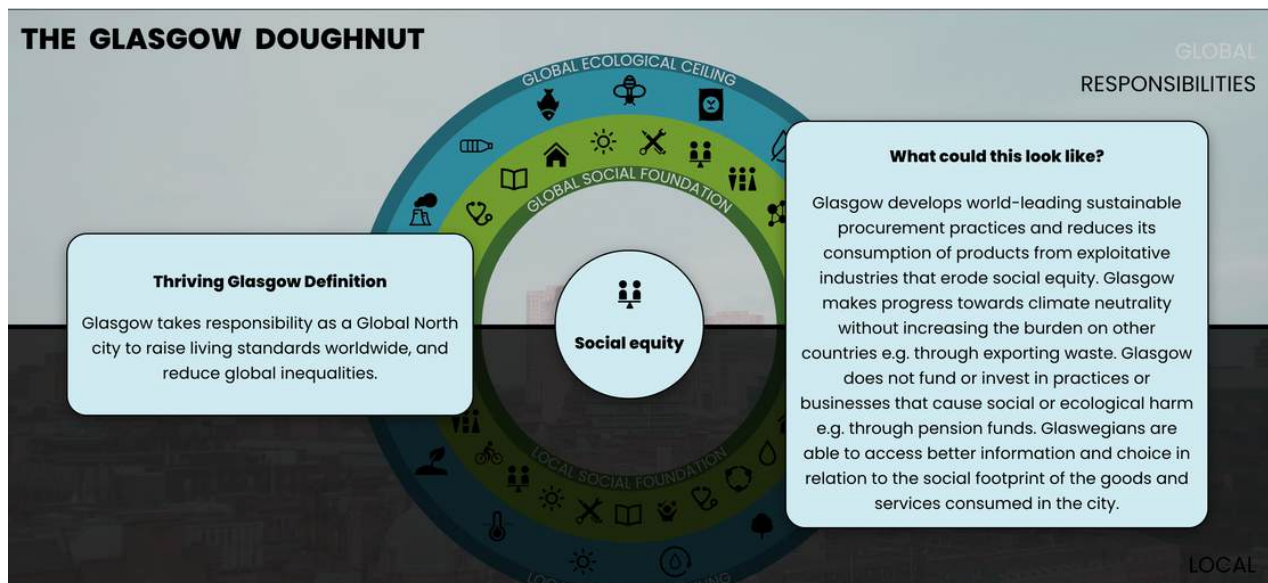 THE GLASGOW DOUGHNUT
GLOBAL
RESPONSIBILITIES
GLOBAL ECOLOGICAL CEILING
GLOBAL SOCIAL FOUNDATION
Thriving Glasgow Definition
Glasgow takes responsibility as a Global North
city to raise living standards worldwide, and
reduce global inequalities.
Social equity
What could this look like?
Glasgow develops world-leading sustainable
procurement practices and reduces its
consumption of products from exploitative
industries that erode social equity. Glasgow
makes progress towards climate neutrality
without increasing the burden on other
countries e.g. through exporting waste. Glasgow
does not fund or invest in practices or
businesses that cause social or ecological harm
e.g. through pension funds. Glaswegians are
able to access better information and choice in
relation to the social footprint of the goods and
services consumed in the city.
LOCAL SOCIAL FOUNDATION
LOCAL